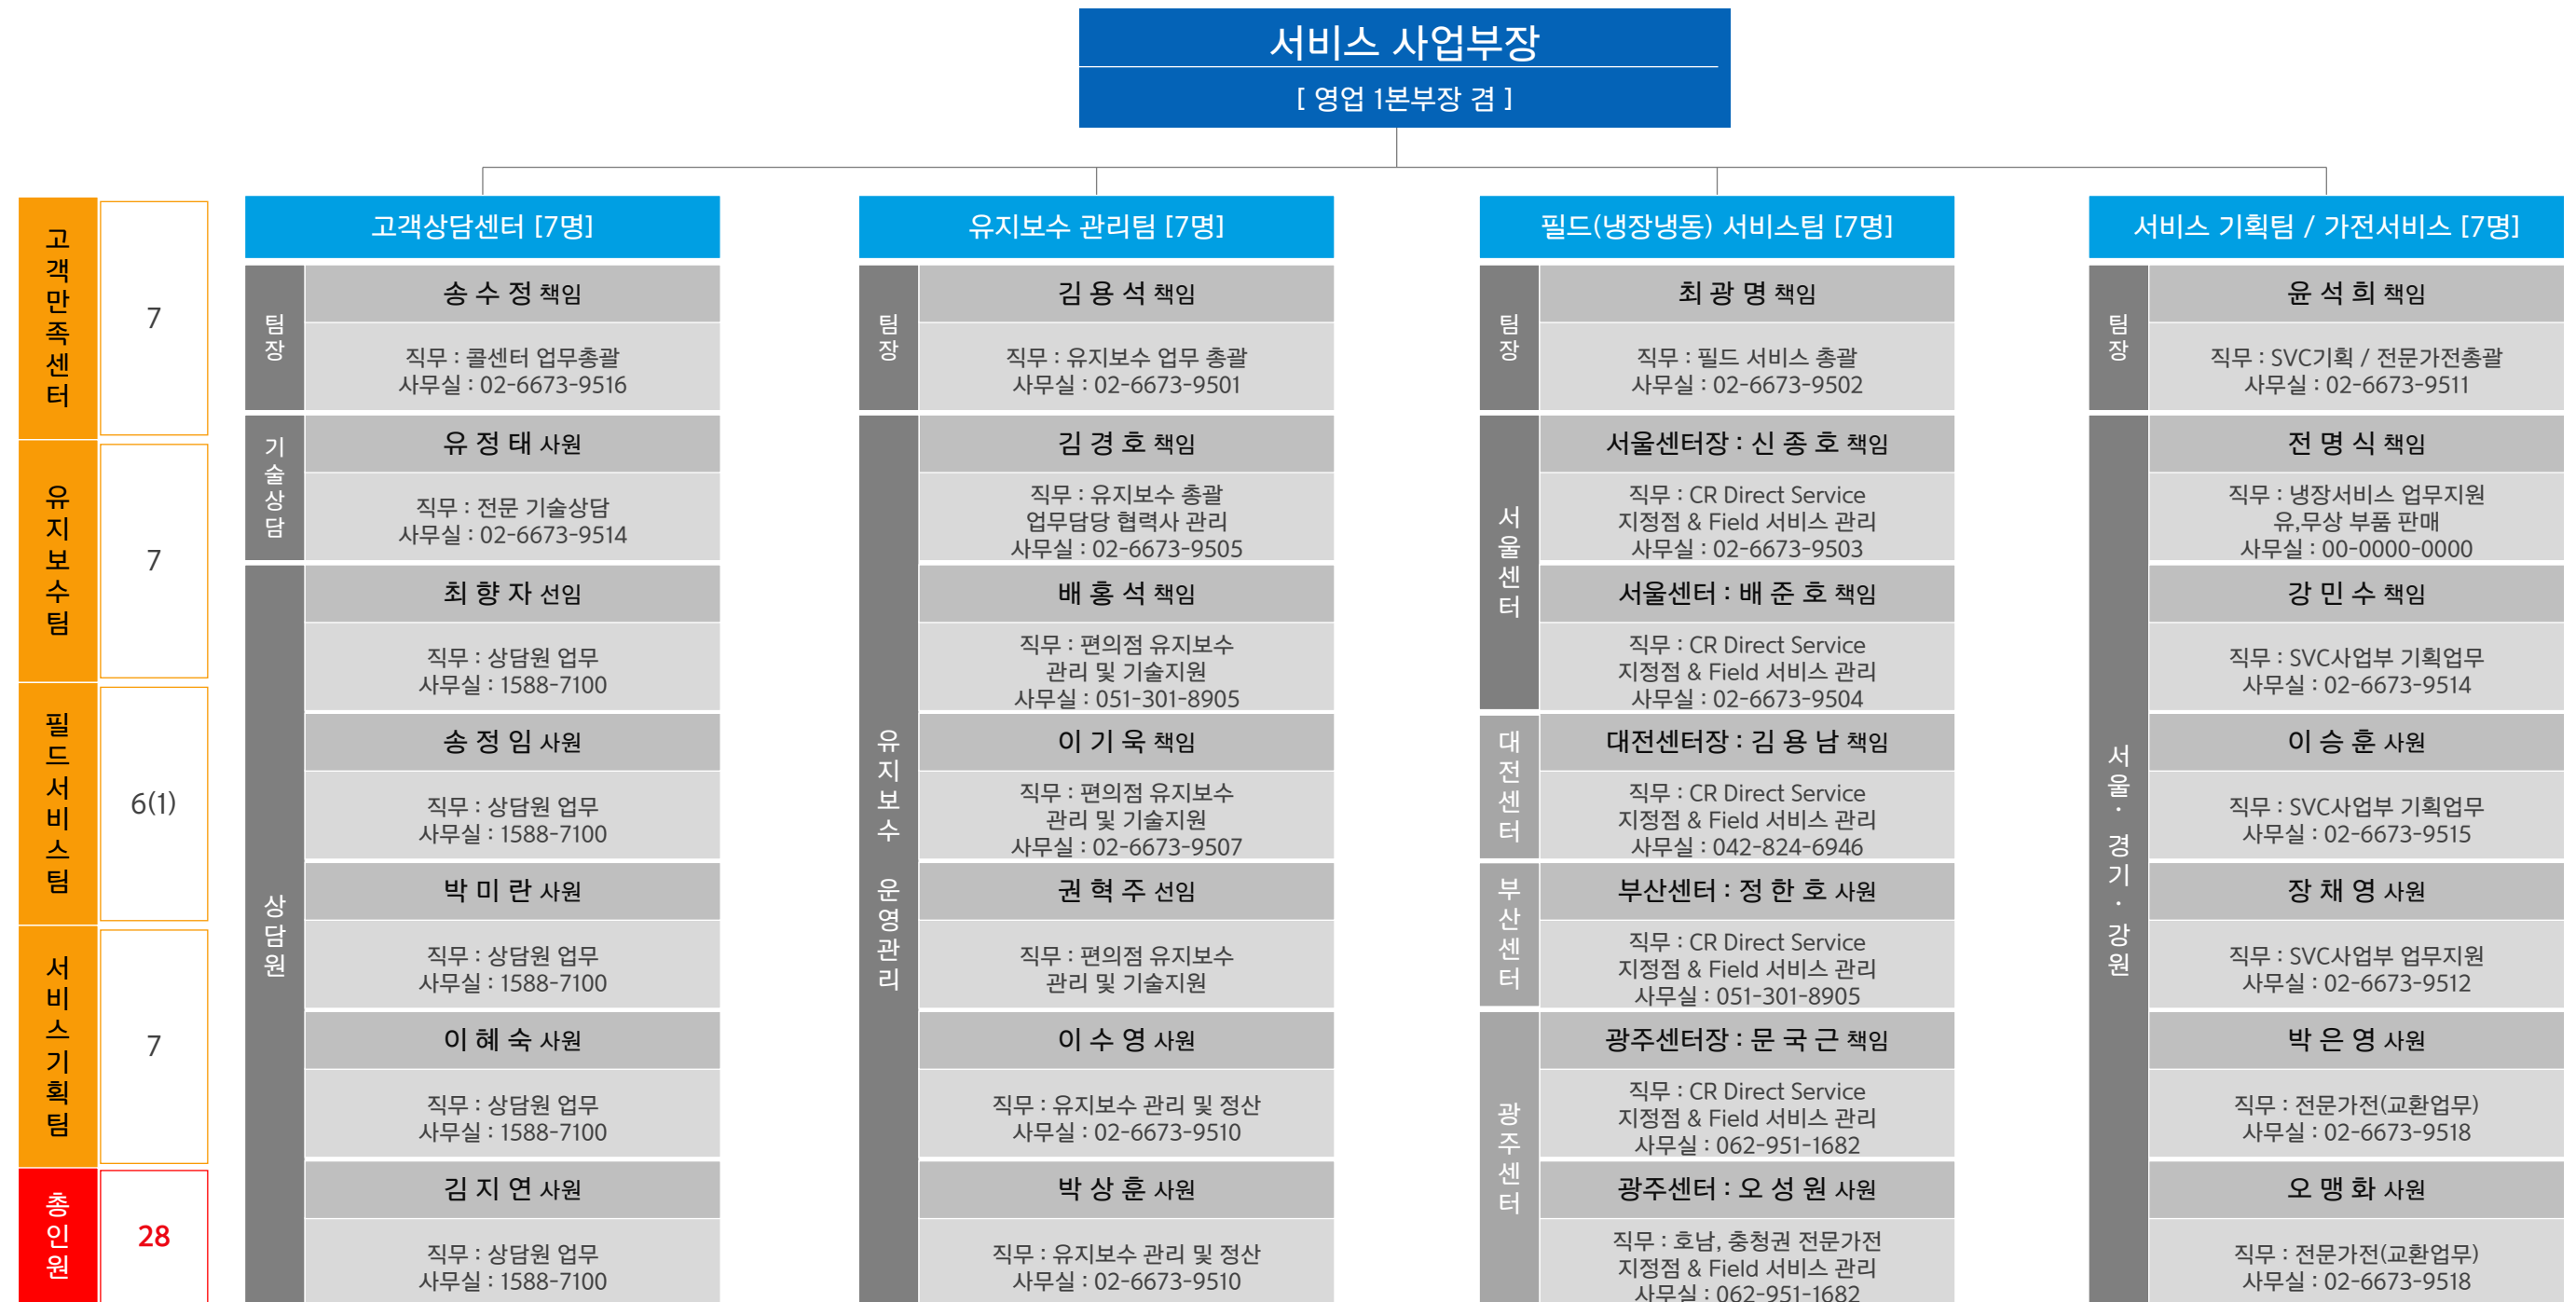 서비스 사업부장
[ 영업 1본부장 겸 ]
고객만족센터
7
유지보수팀
7
필드서비스팀
6(1)
서비스기획팀
7
총인원
28
고객상담센터 [7명]
팀장
송 수 정 책임
직무 : 콜센터 업무총괄
사무실 : 02-6673-9516
기술상담
유 정 태 사원
직무 : 전문 기술상담
사무실 : 02-6673-9514
상담원
최 향 자 선임
직무 : 상담원 업무
사무실 : 1588-7100
송 정 임 사원
직무 : 상담원 업무
사무실 : 1588-7100
박 미 란 사원
직무 : 상담원 업무
사무실 : 1588-7100
이 혜 숙 사원
직무 : 상담원 업무
사무실 : 1588-7100
김 지 연 사원
직무 : 상담원 업무
사무실 : 1588-7100
유지보수 관리팀 [7명]
팀장
김 용 석 책임
직무 : 유지보수 업무 총괄
사무실 : 02-6673-9501
유지보수 운영관리
김 경 호 책임
직무 : 유지보수 총괄
업무담당 협력사 관리
사무실 : 02-6673-9505
배 홍 석 책임
직무 : 편의점 유지보수
관리 및 기술지원
사무실 : 051-301-8905
이 기 욱 책임
직무 : 편의점 유지보수
관리 및 기술지원
사무실 : 02-6673-9507
권 혁 주 선임
직무 : 편의점 유지보수
관리 및 기술지원
이 수 영 사원
직무 : 유지보수 관리 및 정산
사무실 : 02-6673-9510
박 상 훈 사원
직무 : 유지보수 관리 및 정산
사무실 : 02-6673-9510
필드(냉장냉동) 서비스팀 [7명]
팀장
최 광 명 책임
직무 : 필드 서비스 총괄
사무실 : 02-6673-9502
서울센터
서울센터장 : 신 종 호 책임
직무 : CR Direct Service
지정점 & Field 서비스 관리
사무실 : 02-6673-9503
서울센터 : 배 준 호 책임
직무 : CR Direct Service
지정점 & Field 서비스 관리
사무실 : 02-6673-9504
대전센터
대전센터장 : 김 용 남 책임
직무 : CR Direct Service
지정점 & Field 서비스 관리
사무실 : 042-824-6946
부산센터
부산센터 : 정 한 호 사원
직무 : CR Direct Service
지정점 & Field 서비스 관리
사무실 : 051-301-8905
광주센터
광주센터장 : 문 국 근 책임
직무 : CR Direct Service
지정점 & Field 서비스 관리
사무실 : 062-951-1682
광주센터 : 오 성 원 사원
직무 : 호남, 충청권 전문가전
지정점 & Field 서비스 관리
사무실 : 062-951-1682
서비스 기획팀 / 가전서비스 [7명]
팀장
윤 석 희 책임
직무 : SVC기획 / 전문가전총괄
사무실 : 02-6673-9511
서울 · 경기 · 강원
전 명 식 책임
직무 : 냉장서비스 업무지원
유,무상 부품 판매
사무실 : 00-0000-0000
강 민 수 책임
직무 : SVC사업부 기획업무
사무실 : 02-6673-9514
이 승 훈 사원
직무 : SVC사업부 기획업무
사무실 : 02-6673-9515
장 채 영 사원
직무 : SVC사업부 업무지원
사무실 : 02-6673-9512
박 은 영 사원
직무 : 전문가전(교환업무)
사무실 : 02-6673-9518
오 맹 화 사원
직무 : 전문가전(교환업무)
사무실 : 02-6673-9518